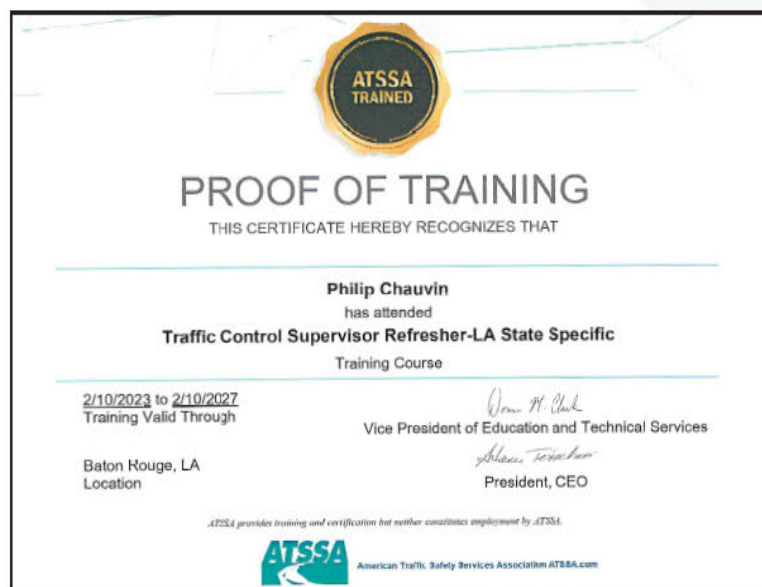 ATSSA
TRAINED
PROOF OF TRAINING
THIS CERTIFICATE HEREBY RECOGNIZES THAT
Philip Chauvin
has attended
Traffic Control Supervisor Refresher-LA State Specific
Training Course
2/10/2023 to 2/10/2027
Training Valid Through
Vice President of Education and Technical Services
Baton Rouge, LA
Location
President, CEO
ATSSA provides training and certification but neither constitutes employment by ATSSA.
ATSSA
American Traffic Safety Services Association ATSSA.com